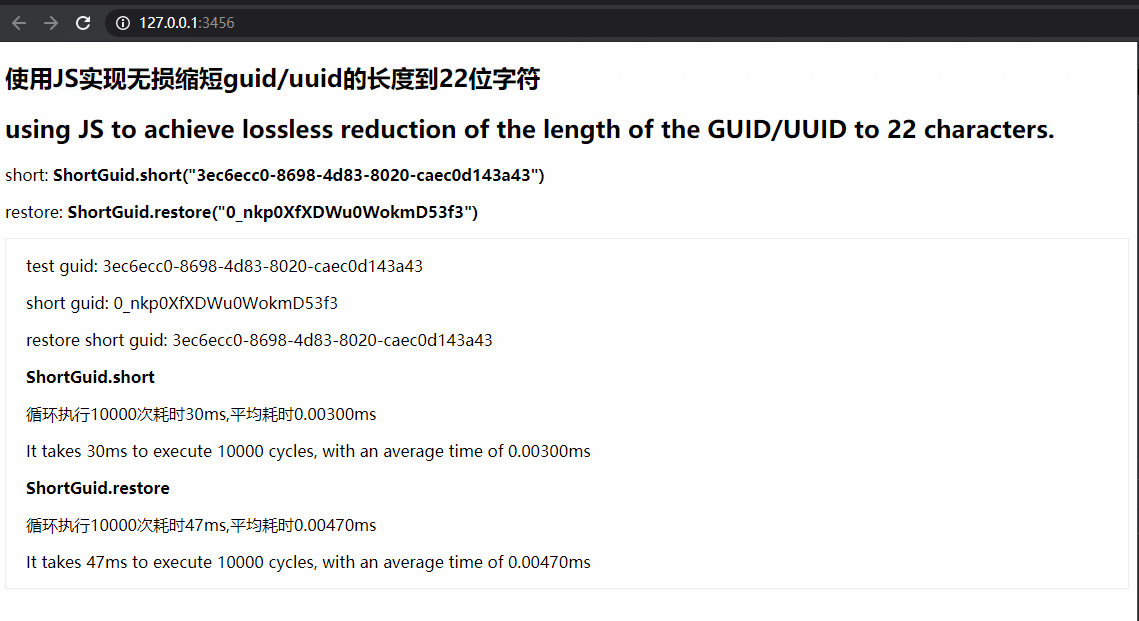 127.0.0.1:3456
使用JS实现无损缩短guid/uuid的长度到22位字符
using JS to achieve lossless reduction of the length of the GUID/UUID to 22 characters.
short: ShortGuid.short("3ec6ecc0-8698-4d83-8020-caec0d143a43")
restore: ShortGuid.restore("0_nkp0XfXDWu0WokmD53f3")
test guid: 3ec6ecc0-8698-4d83-8020-caec0d143a43
short guid: 0_nkp0XfXDWu0WokmD53f3
restore short guid: 3ec6ecc0-8698-4d83-8020-caec0d143a43
ShortGuid.short
循环执行10000次耗时30ms,平均耗时0.00300ms
It takes 30ms to execute 10000 cycles, with an average time of 0.00300ms
ShortGuid.restore
循环执行10000次耗时47ms,平均耗时0.00470ms
It takes 47ms to execute 10000 cycles, with an average time of 0.00470ms